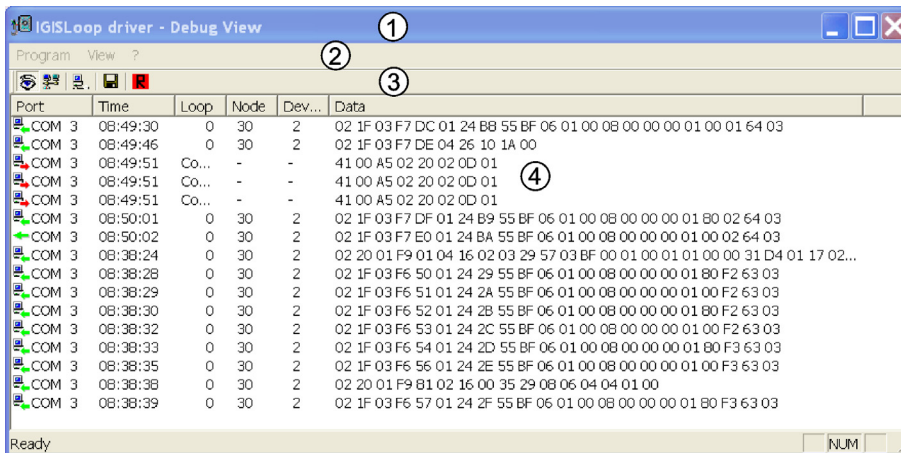 IGISLoop driver - Debug View ①
Program View ? ②
R ③
Port Time Loop Node Dev... Data
COM 3 08:49:30 0 30 2 02 1F 03 F7 DC 01 24 B8 55 BF 06 01 00 08 00 00 00 01 00 01 64 03
COM 3 08:49:46 0 30 2 02 1F 03 F7 DE 04 26 10 1A 00
COM 3 08:49:51 Co... - - 41 00 A5 02 20 02 0D 01
COM 3 08:49:51 Co... - - 41 00 A5 02 20 02 0D 01 ④
COM 3 08:49:51 Co... - - 41 00 A5 02 20 02 0D 01
COM 3 08:50:01 0 30 2 02 1F 03 F7 DF 01 24 B9 55 BF 06 01 00 08 00 00 00 01 80 02 64 03
COM 3 08:50:02 0 30 2 02 1F 03 F7 E0 01 24 BA 55 BF 06 01 00 08 00 00 00 01 00 02 64 03
COM 3 08:38:24 0 30 2 02 20 01 F9 01 04 16 02 03 29 57 03 BF 00 01 00 01 01 00 00 31 D4 01 17 02...
COM 3 08:38:28 0 30 2 02 1F 03 F6 50 01 24 29 55 BF 06 01 00 08 00 00 00 01 80 F2 63 03
COM 3 08:38:29 0 30 2 02 1F 03 F6 51 01 24 2A 55 BF 06 01 00 08 00 00 00 01 00 F2 63 03
COM 3 08:38:30 0 30 2 02 1F 03 F6 52 01 24 2B 55 BF 06 01 00 08 00 00 00 01 80 F2 63 03
COM 3 08:38:32 0 30 2 02 1F 03 F6 53 01 24 2C 55 BF 06 01 00 08 00 00 00 01 00 F2 63 03
COM 3 08:38:33 0 30 2 02 1F 03 F6 54 01 24 2D 55 BF 06 01 00 08 00 00 00 01 80 F3 63 03
COM 3 08:38:36 0 30 2 02 1F 03 F6 56 01 24 2E 55 BF 06 01 00 08 00 00 00 01 00 F3 63 03
COM 3 08:38:38 0 30 2 02 20 01 F9 81 02 16 00 35 29 08 06 04 04 01 00
COM 3 08:38:39 0 30 2 02 1F 03 F6 57 01 24 2F 55 BF 06 01 00 08 00 00 00 01 80 F3 63 03
Ready NUM